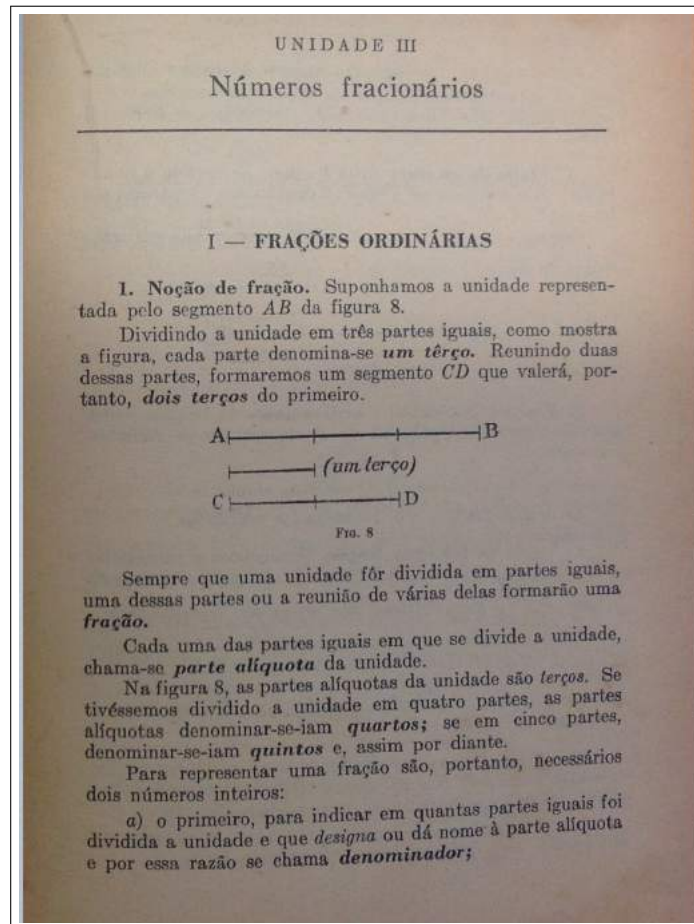 UNIDADE III
Números fracionários
I — FRAÇÕES ORDINÁRIAS
1. Noção de fração. Suponhamos a unidade represen-
tada pelo segmento AB da figura 8.
Dividindo a unidade em três partes iguais, como mostra
a figura, cada parte denomina-se um têrço. Reunindo duas
dessas partes, formaremos um segmento CD que valerá, por-
tanto, dois terços do primeiro.
A B
(um terço)
C D
FIG. 8
Sempre que uma unidade fôr dividida em partes iguais,
uma dessas partes ou a reunião de várias delas formarão uma
fração.
Cada uma das partes iguais em que se divide a unidade,
chama-se parte alíquota da unidade.
Na figura 8, as partes alíquotas da unidade são terços. Se
tivéssemos dividido a unidade em quatro partes, as partes
alíquotas denominar-se-iam quartos; se em cinco partes,
denominar-se-iam quintos e, assim por diante.
Para representar uma fração são, portanto, necessários
dois números inteiros:
a) o primeiro, para indicar em quantas partes iguais foi
dividida a unidade e que designa ou dá nome à parte alíquota
e por essa razão se chama denominador;